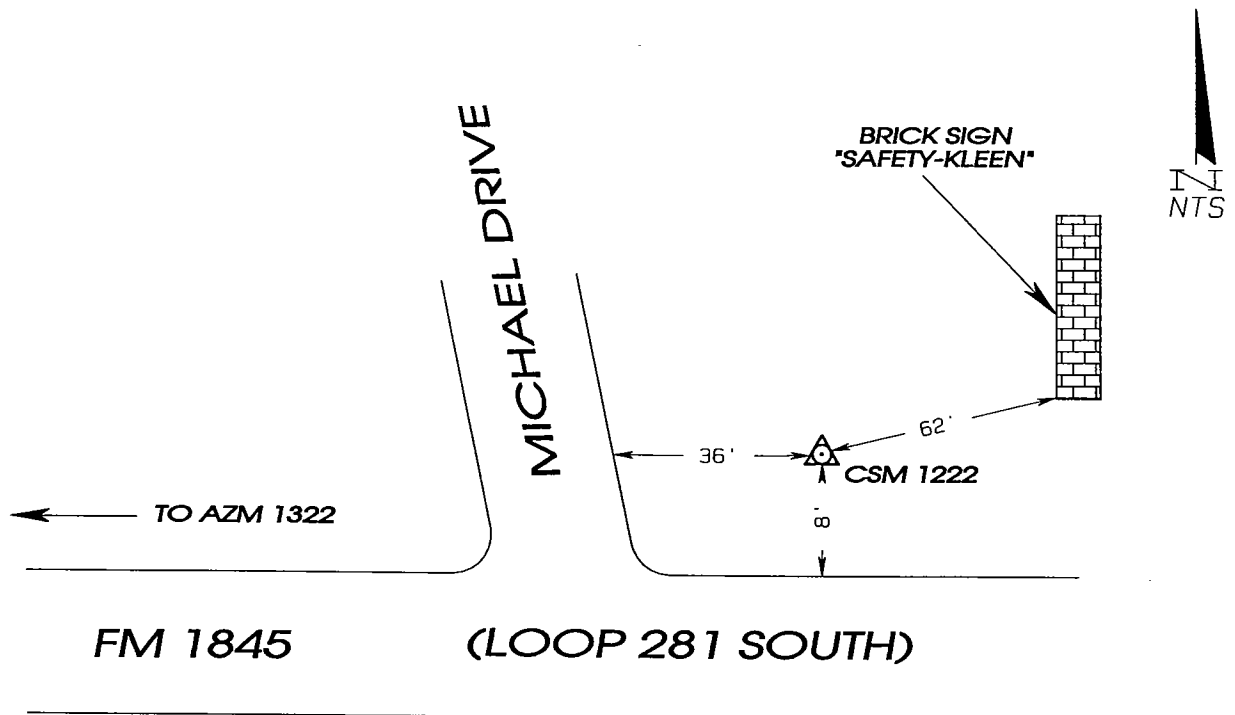 MICHAEL DRIVE
BRICK SIGN
"SAFETY-KLEEN"
N
NTS
62'
36'
CSM 1222
8'
TO AZM 1322
FM 1845 (LOOP 281 SOUTH)